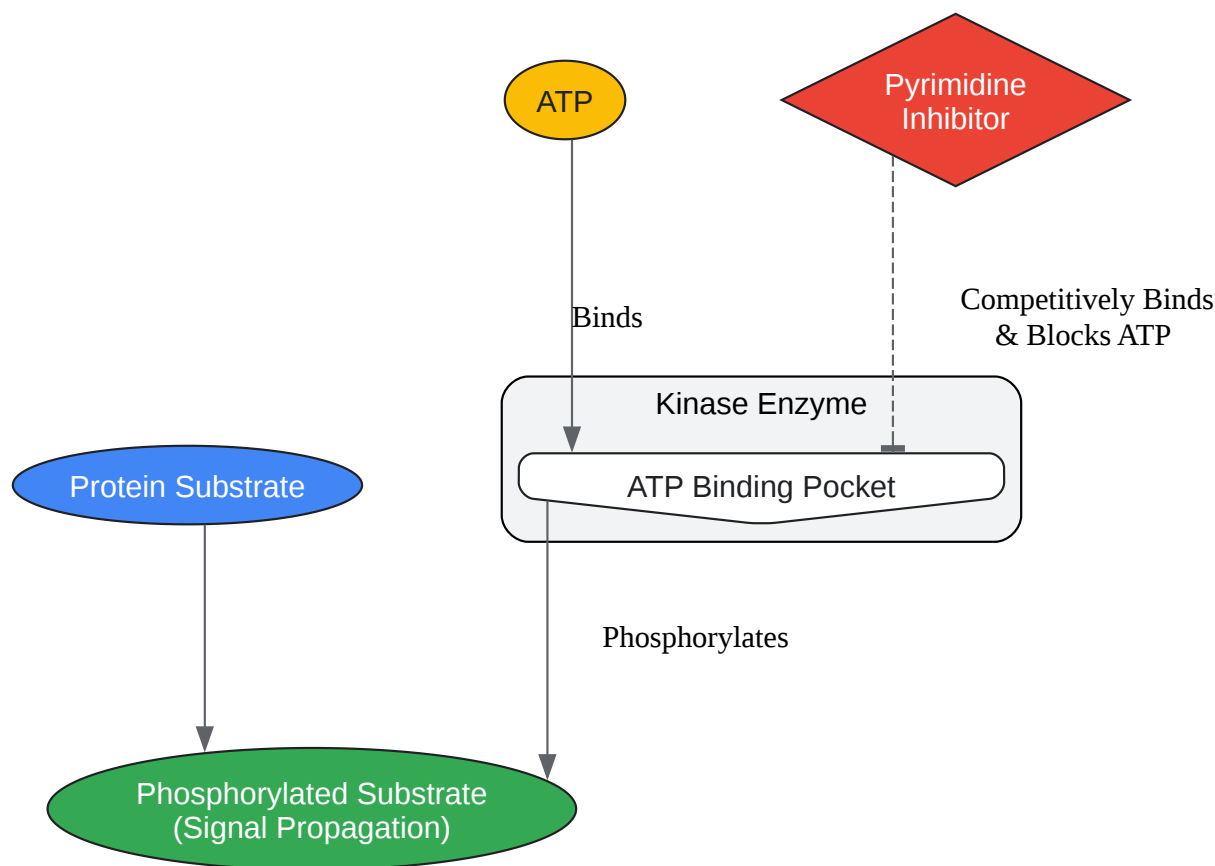 ATP
Pyrimidine
Inhibitor
Binds
Competitively Binds
& Blocks ATP
Kinase Enzyme
ATP Binding Pocket
Protein Substrate
Phosphorylates
Phosphorylated Substrate
(Signal Propagation)